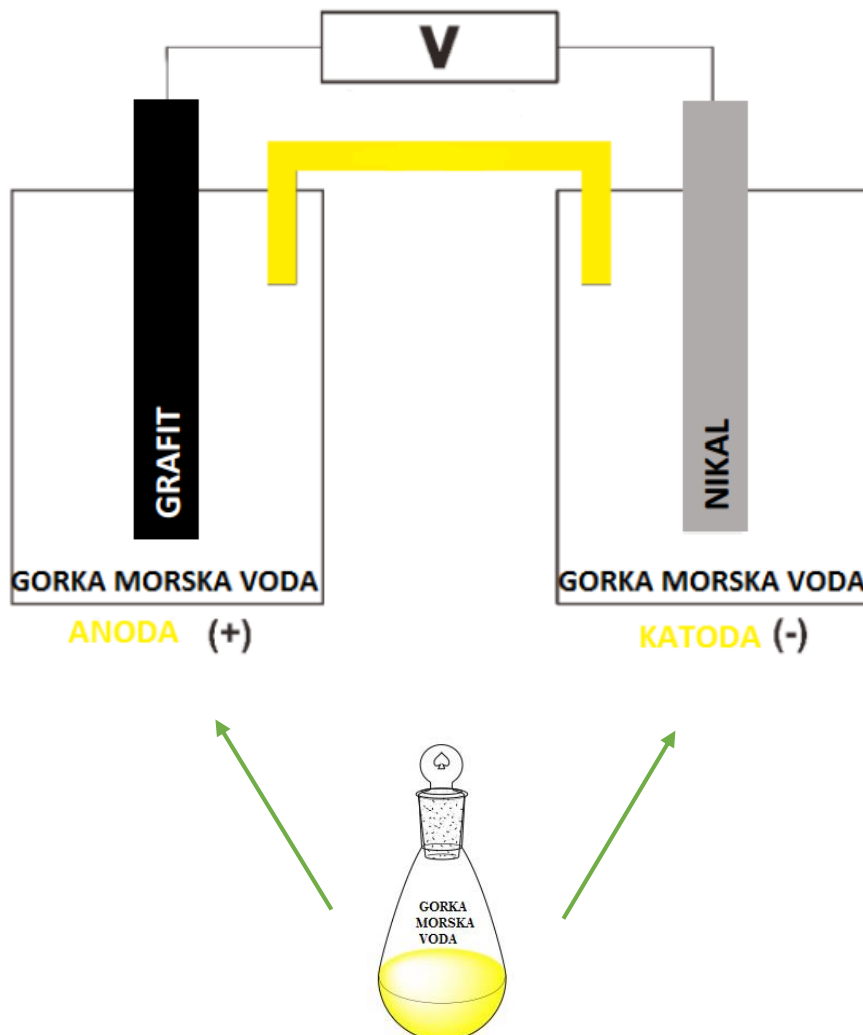 V
GRAFIT
NIKAL
GORKA MORSKA VODA
GORKA MORSKA VODA
ANODA (+)
KATODA (-)
GORKA
MORSKA
VODA